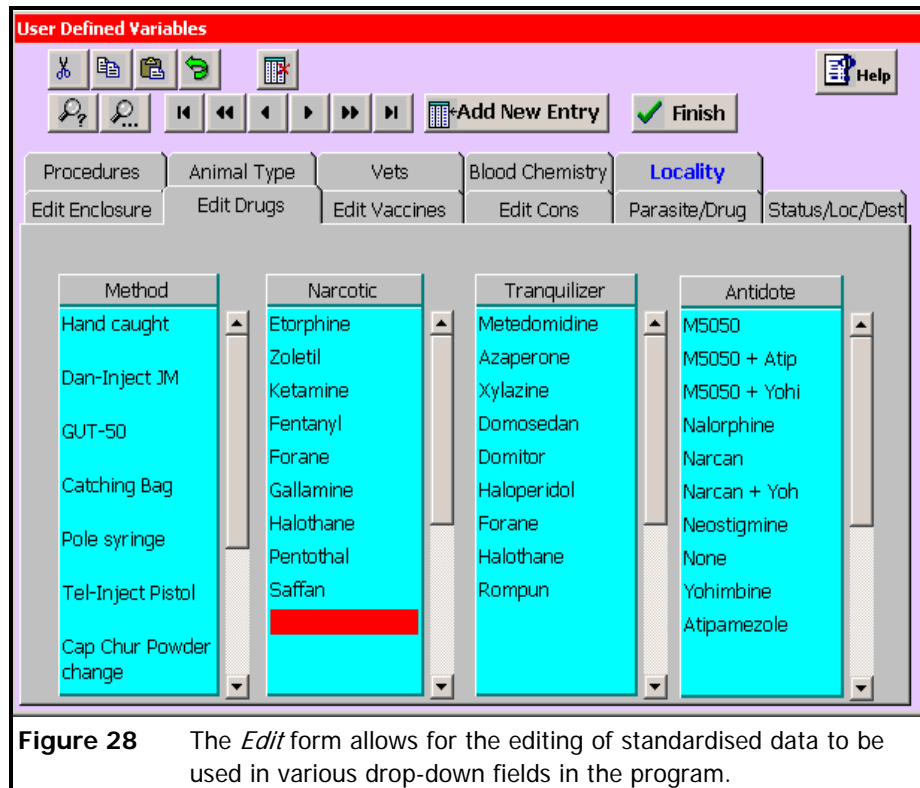 User Defined Variables
Help
Add New Entry
Finish
Procedures
Animal Type
Vets
Blood Chemistry
Locality
Edit Enclosure
Edit Drugs
Edit Vaccines
Edit Cons
Parasite/Drug
Status/Loc/Dest
Method
Hand caught
Dan-Inject JM
GUT-50
Catching Bag
Pole syringe
Tel-Inject Pistol
Cap Chur Powder
change
Narcotic
Etorphine
Zoletil
Ketamine
Fentanyl
Forane
Gallamine
Halothane
Pentothal
Saffan
Tranquilizer
Metedomidine
Azaperone
Xylazine
Domosedan
Domitor
Haloperidol
Forane
Halothane
Rompun
Antidote
M5050
M5050 + Atip
M5050 + Yohi
Nalorphine
Narcan
Narcan + Yoh
Neostigmine
None
Yohimbine
Atipamezole
Figure 28 The Edit form allows for the editing of standardised data to be
used in various drop-down fields in the program.